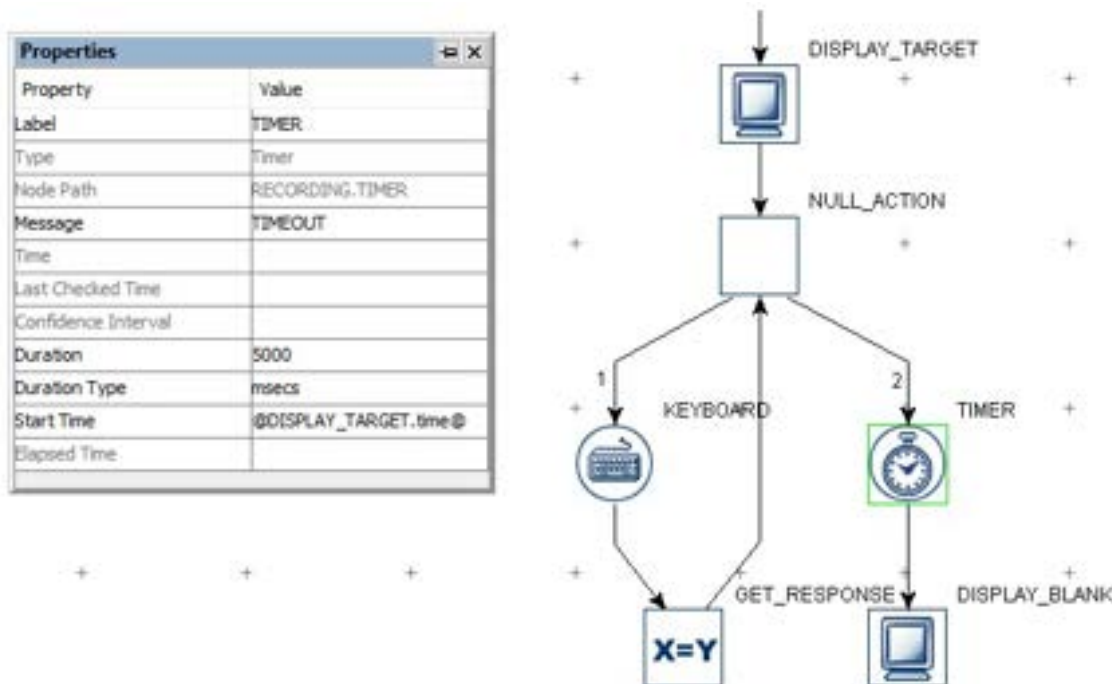 Properties
Property Value
Label TIMER
Type Timer
Node Path RECORDING.TIMER
Message TIMEOUT
Time
Last Checked Time
Confidence Interval
Duration 5000
Duration Type msecs
Start Time @DISPLAY_TARGET.time@
Elapsed Time
DISPLAY_TARGET
NULL_ACTION
1
2
KEYBOARD
TIMER
GET_RESPONSE
DISPLAY_BLANK
X=Y